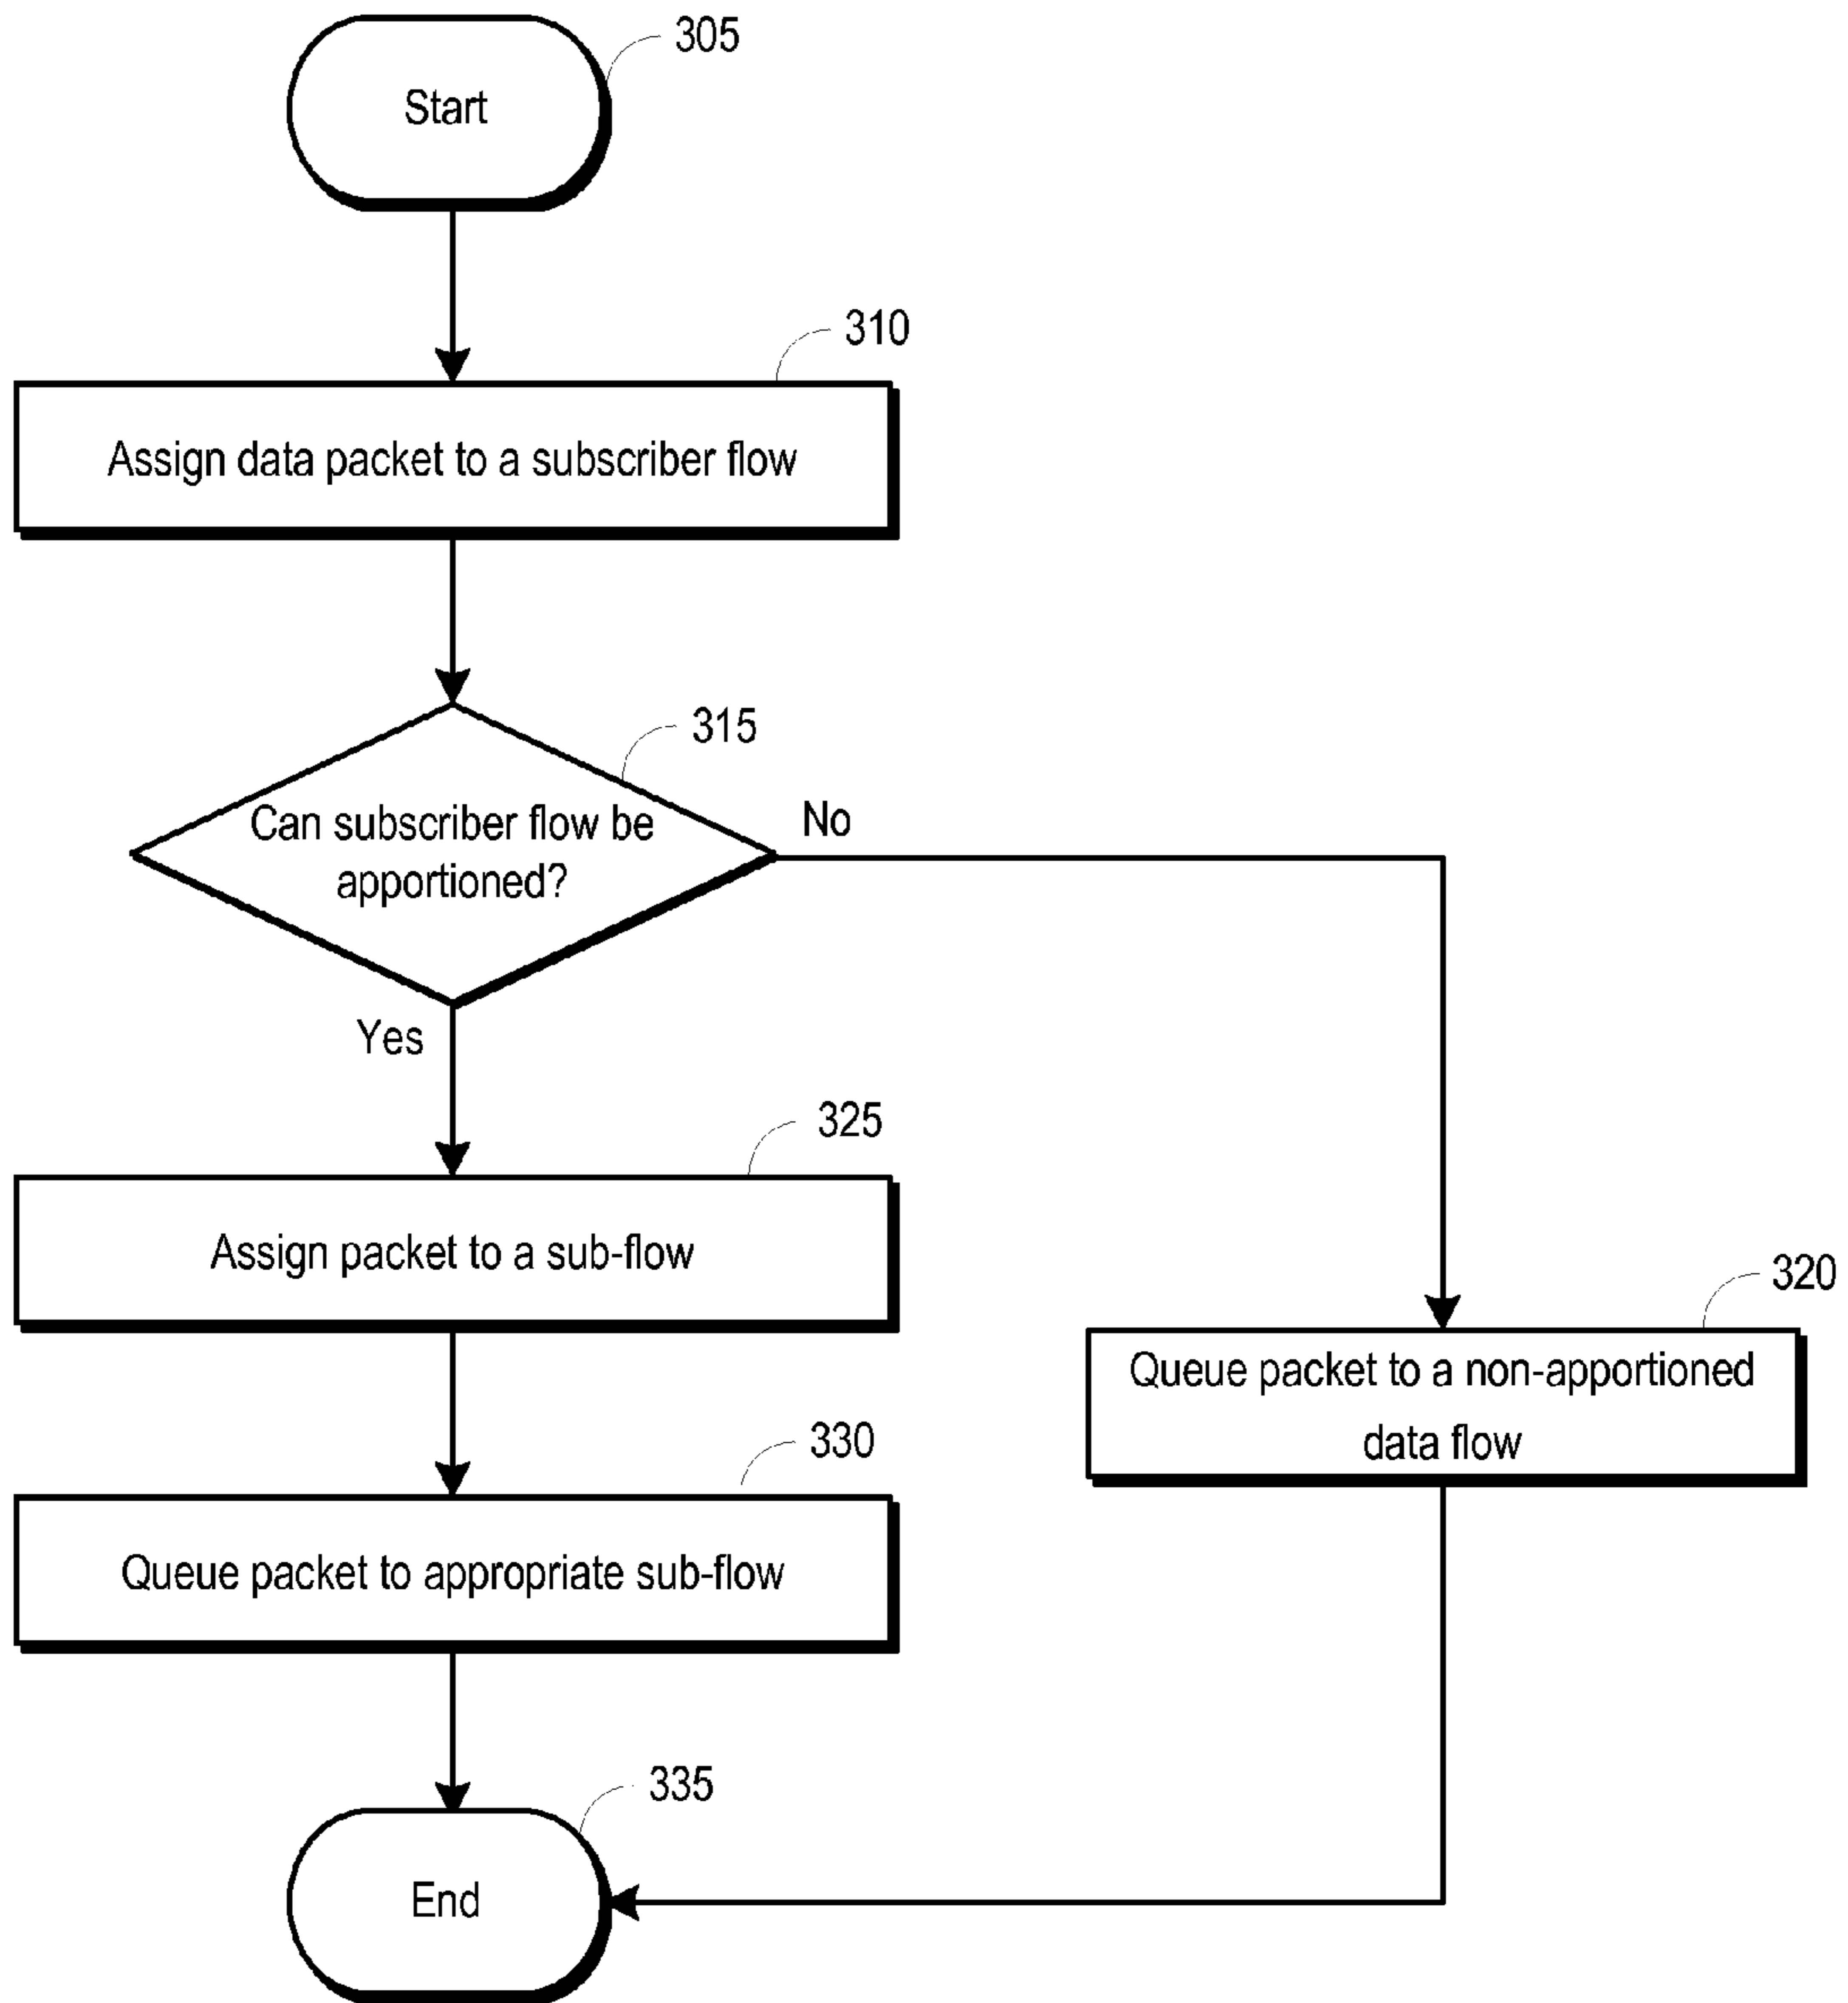 305
Start
310
Assign data packet to a subscriber flow
315
Can subscriber flow be
apportioned?
No
Yes
325
Assign packet to a sub-flow
320
Queue packet to a non-apportioned
data flow
330
Queue packet to appropriate sub-flow
335
End